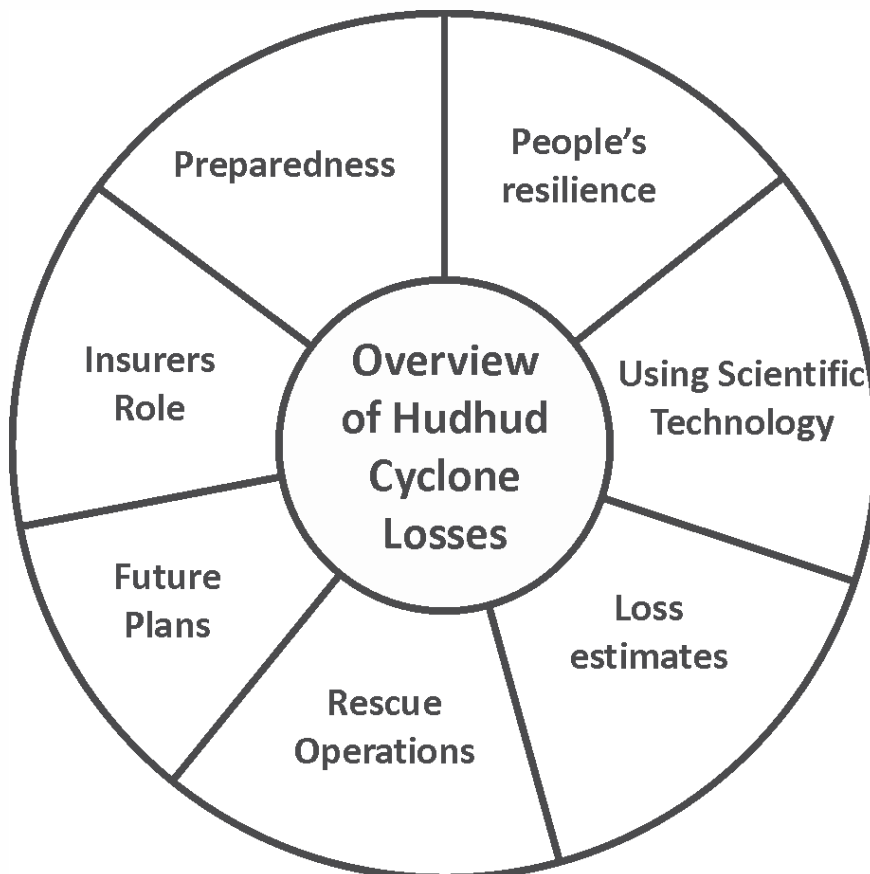 Overview
of Hudhud
Cyclone
Losses
People's
resilience
Using Scientific
Technology
Loss
estimates
Rescue
Operations
Future
Plans
Insurers
Role
Preparedness